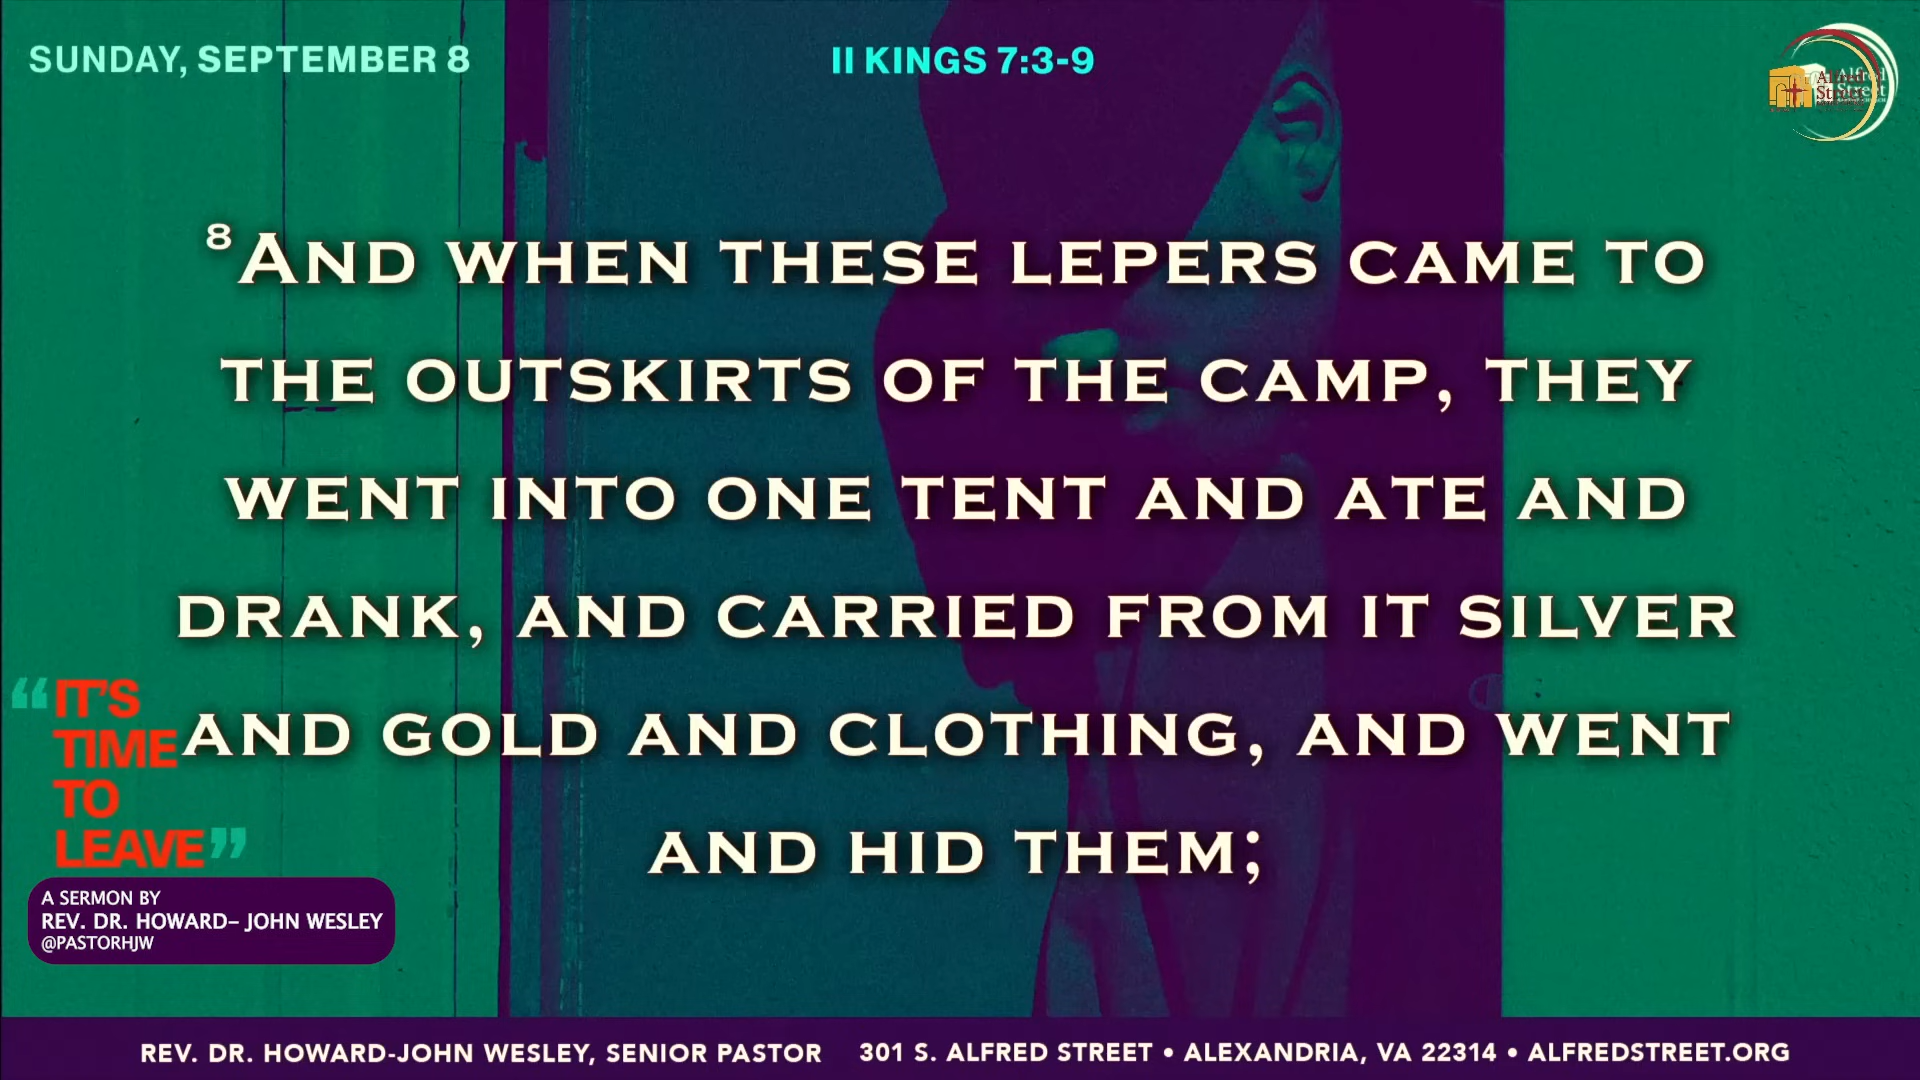 SUNDAY, SEPTEMBER 8
II KINGS 7:3-9
Alfred
Street
8AND WHEN THESE LEPERS CAME TO
THE OUTSKIRTS OF THE CAMP, THEY
WENT INTO ONE TENT AND ATE AND
DRANK, AND CARRIED FROM IT SILVER
AND GOLD AND CLOTHING, AND WENT
AND HID THEM;
“IT'S
TIME
TO
LEAVE”
A SERMON BY
REV. DR. HOWARD– JOHN WESLEY
@PASTORHJW
REV. DR. HOWARD-JOHN WESLEY, SENIOR PASTOR 301 S. ALFRED STREET • ALEXANDRIA, VA 22314 • ALFREDSTREET.ORG